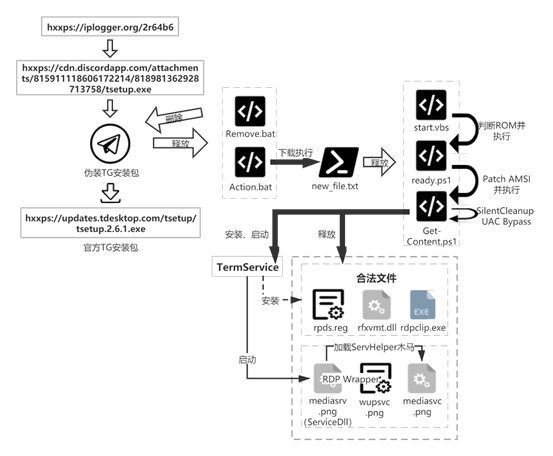 hxxps://iplogger.org/2r64b6
hxxps://cdn.discordapp.com/attachmen
ts/815911118606172214/818981362928
713758/tsetup.exe
删除
释放
伪装TG安装包
hxxps://updates.tdesktop.com/tsetup/
tsetup.2.6.1.exe
官方TG安装包
Remove.bat
Action.bat
下载执行
new_file.txt
释放
start.vbs
判断ROM并
执行
ready.ps1
Patch AMSI
并执行
Get-
Content.ps1
SilentCleanup
UAC Bypass
安装、启动
释放
TermService
安装
启动
合法文件
EXE
rpds.reg
rfxvmt.dll
rdpclip.exe
加载ServHelper木马
RDP Wrapper
mediasrv
.png
(ServiceDll)
wupsvc
.png
mediasvc
.png